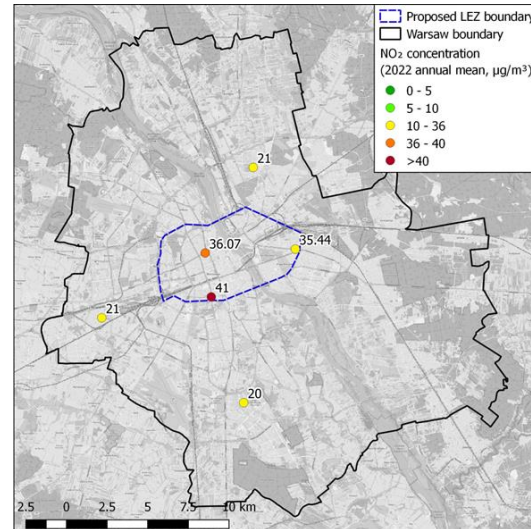 Proposed LEZ boundary
Warsaw boundary
NO₂ concentration
(2022 annual mean, µg/m³)
0 - 5
5 - 10
10 - 36
36 - 40
>40
21
36.07
35.44
41
21
20
2.5 0 2.5 5 7.5 10 km